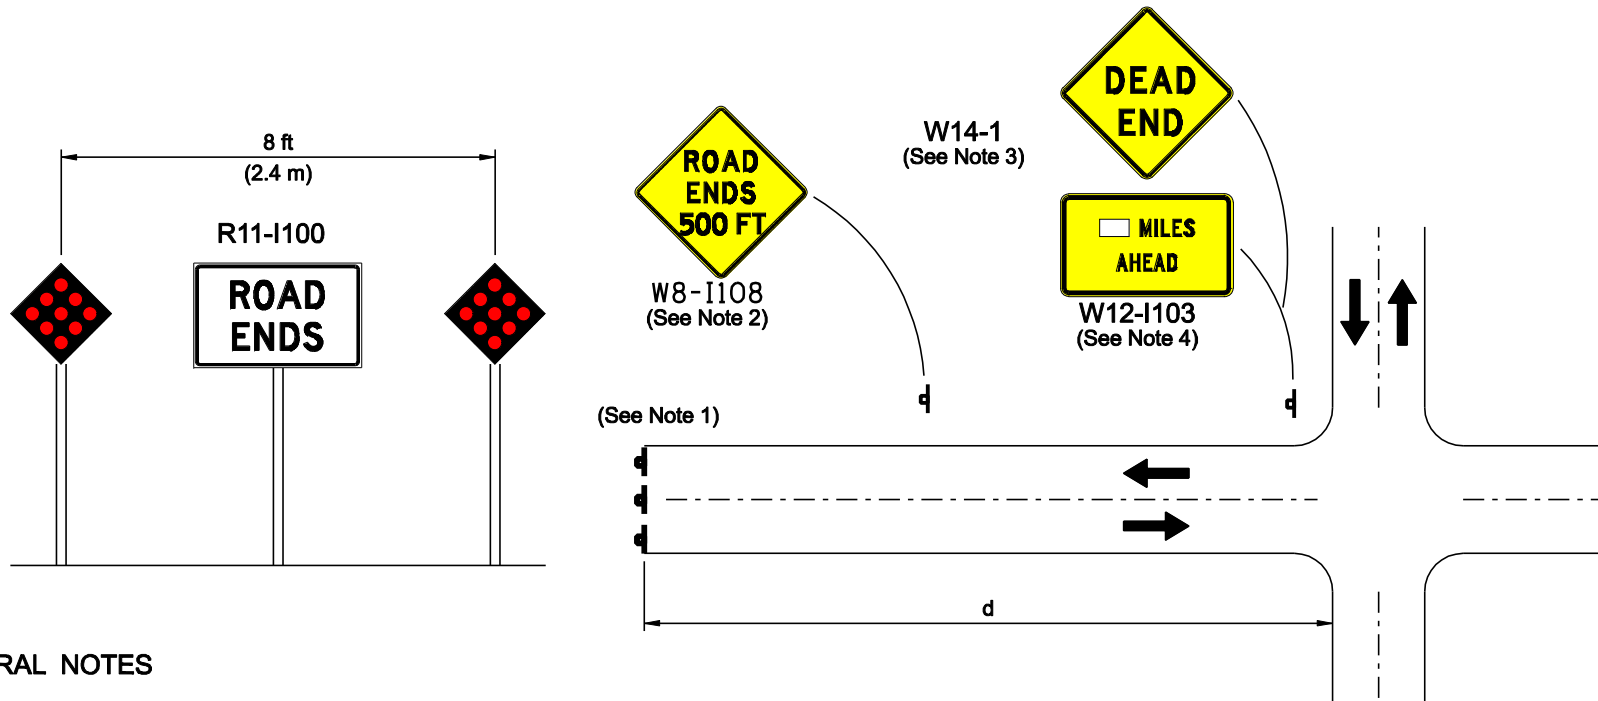 8 ft
(2.4 m)
R11-I100
ROAD
ENDS
ROAD
ENDS
500 FT
W8-I108
(See Note 2)
W14-1
(See Note 3)
DEAD
END
MILES
AHEAD
W12-I103
(See Note 4)
(See Note 1)
d
RAL NOTES